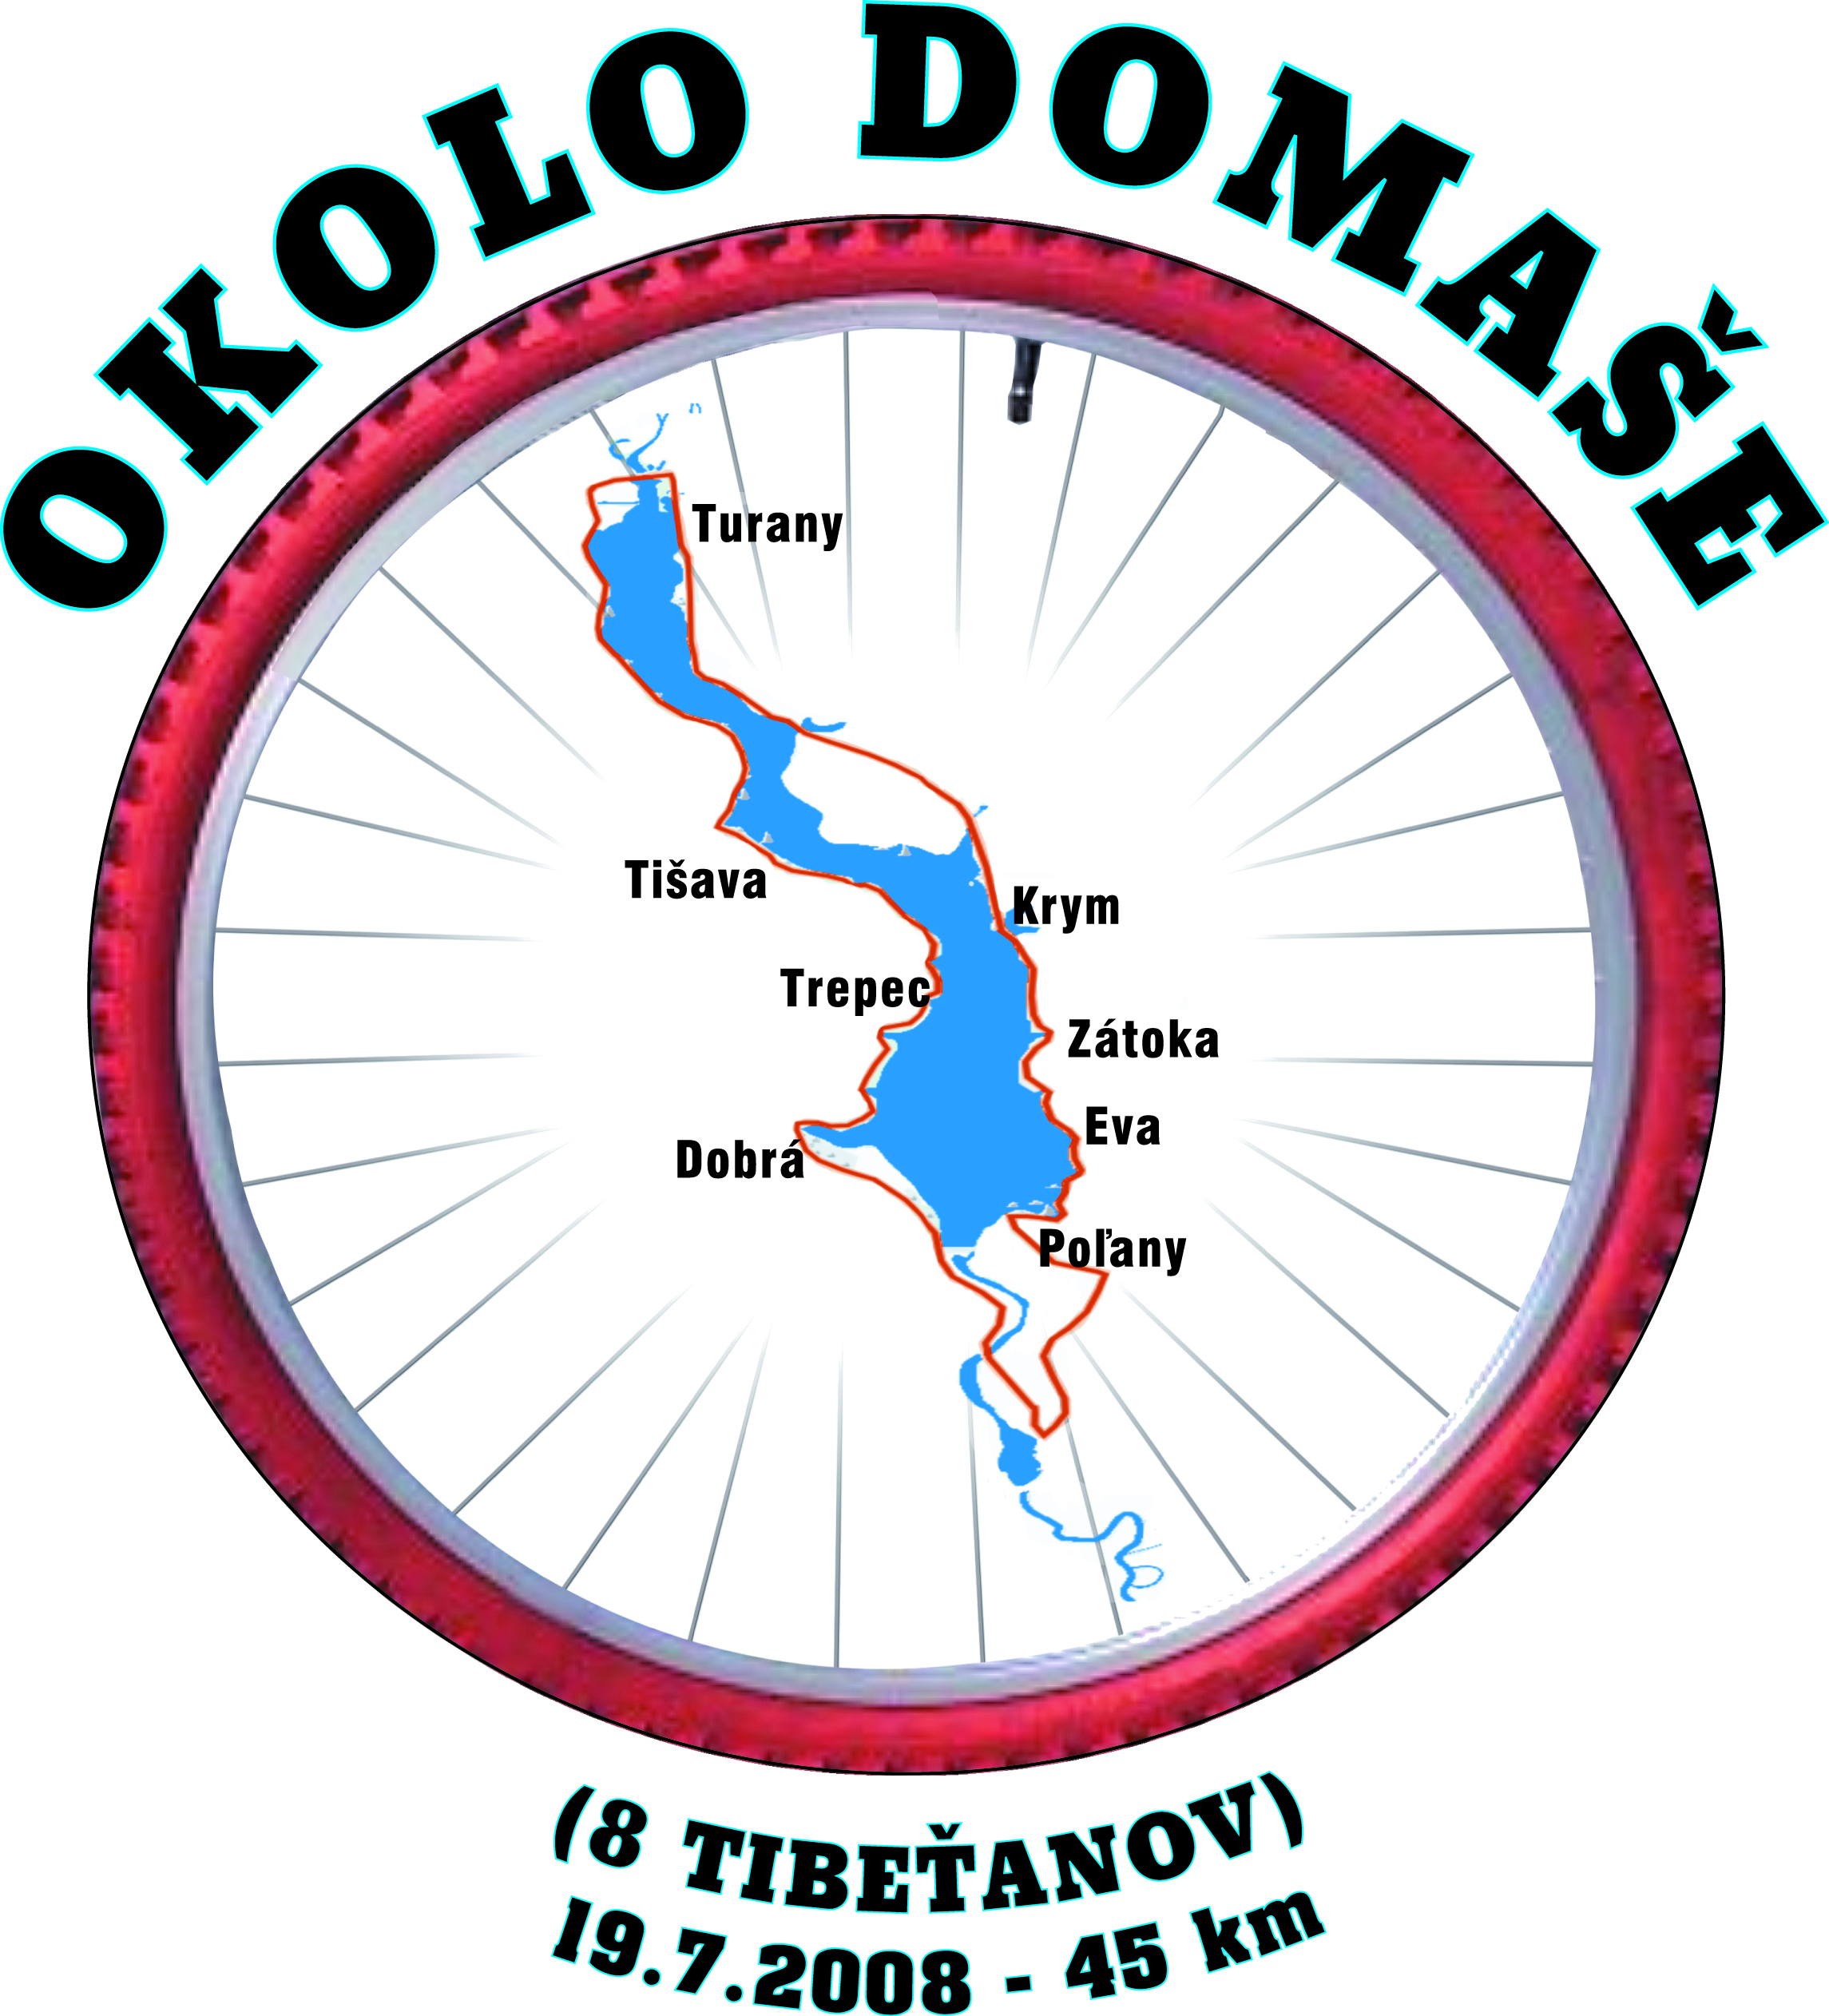 OKOLO DOMAŠE
Turany
Tišava
Krym
Trepec
Zátoka
Eva
Dobrá
Poľany
(8 TIBEŤANOV)
19.7.2008 - 45 km